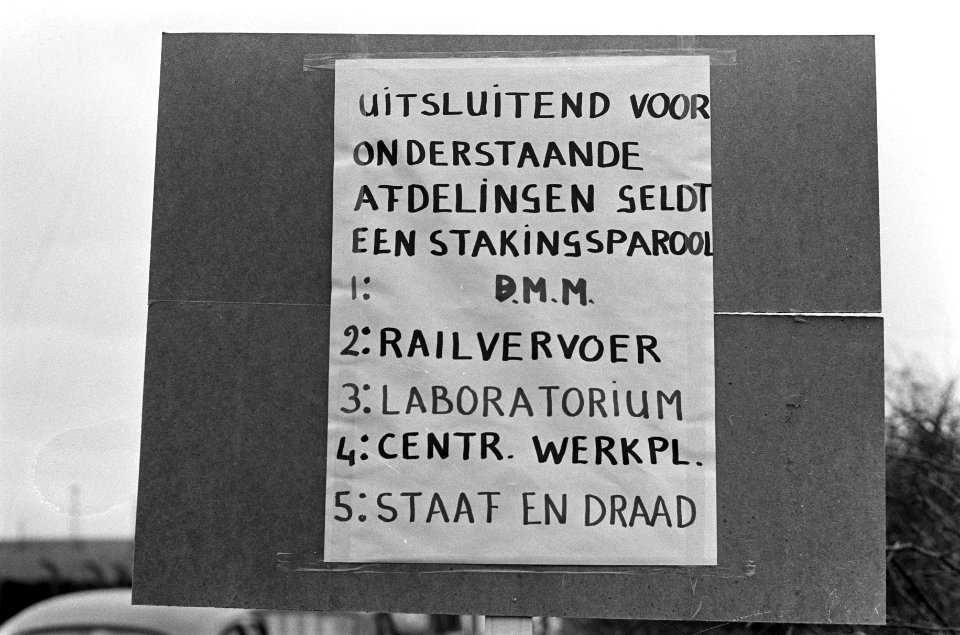 UITSLUITEND VOOR
ONDERSTAANDE
AFDELINGEN GELDT
EEN STAKINGSPAROOL
1: D.M.M.
2: RAILVERVOER
3: LABORATORIUM
4: CENTR. WERKPL.
5: STAAF EN DRAAD